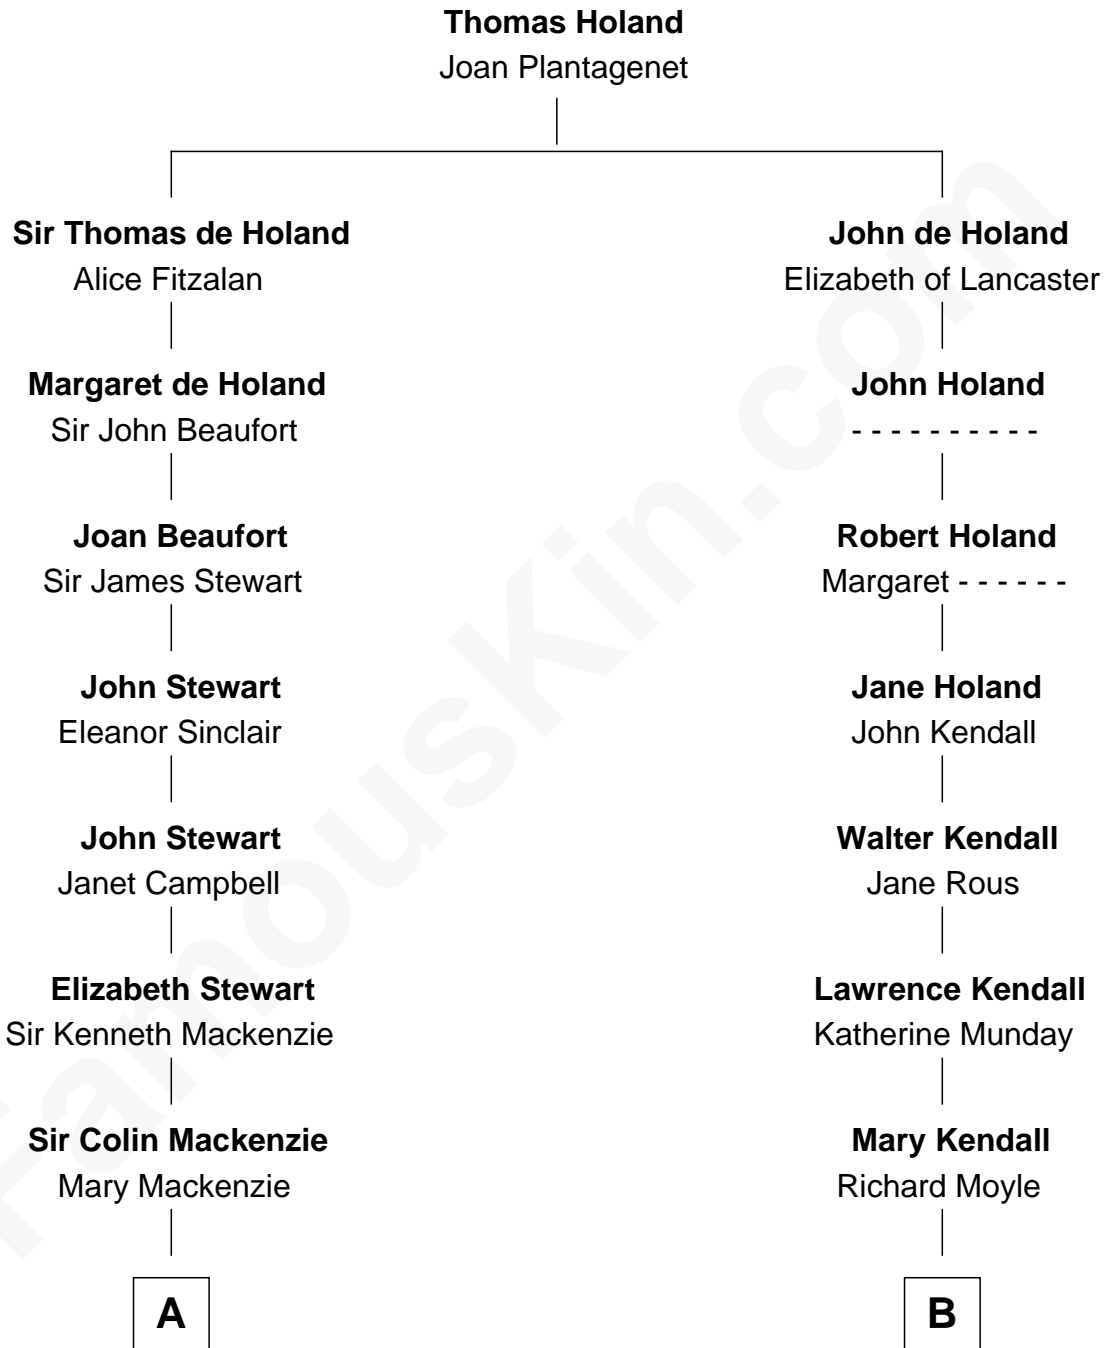 Thomas Holand
Joan Plantagenet
Sir Thomas de Holand
Alice Fitzalan
Margaret de Holand
Sir John Beaufort
Joan Beaufort
Sir James Stewart
John Stewart
Eleanor Sinclair
John Stewart
Janet Campbell
Elizabeth Stewart
Sir Kenneth Mackenzie
Sir Colin Mackenzie
Mary Mackenzie
A
John de Holand
Elizabeth of Lancaster
John Holand
- - - - - - - - - -
Robert Holand
Margaret - - - - - -
Jane Holand
John Kendall
Walter Kendall
Jane Rous
Lawrence Kendall
Katherine Munday
Mary Kendall
Richard Moyle
B
FamousKin.com